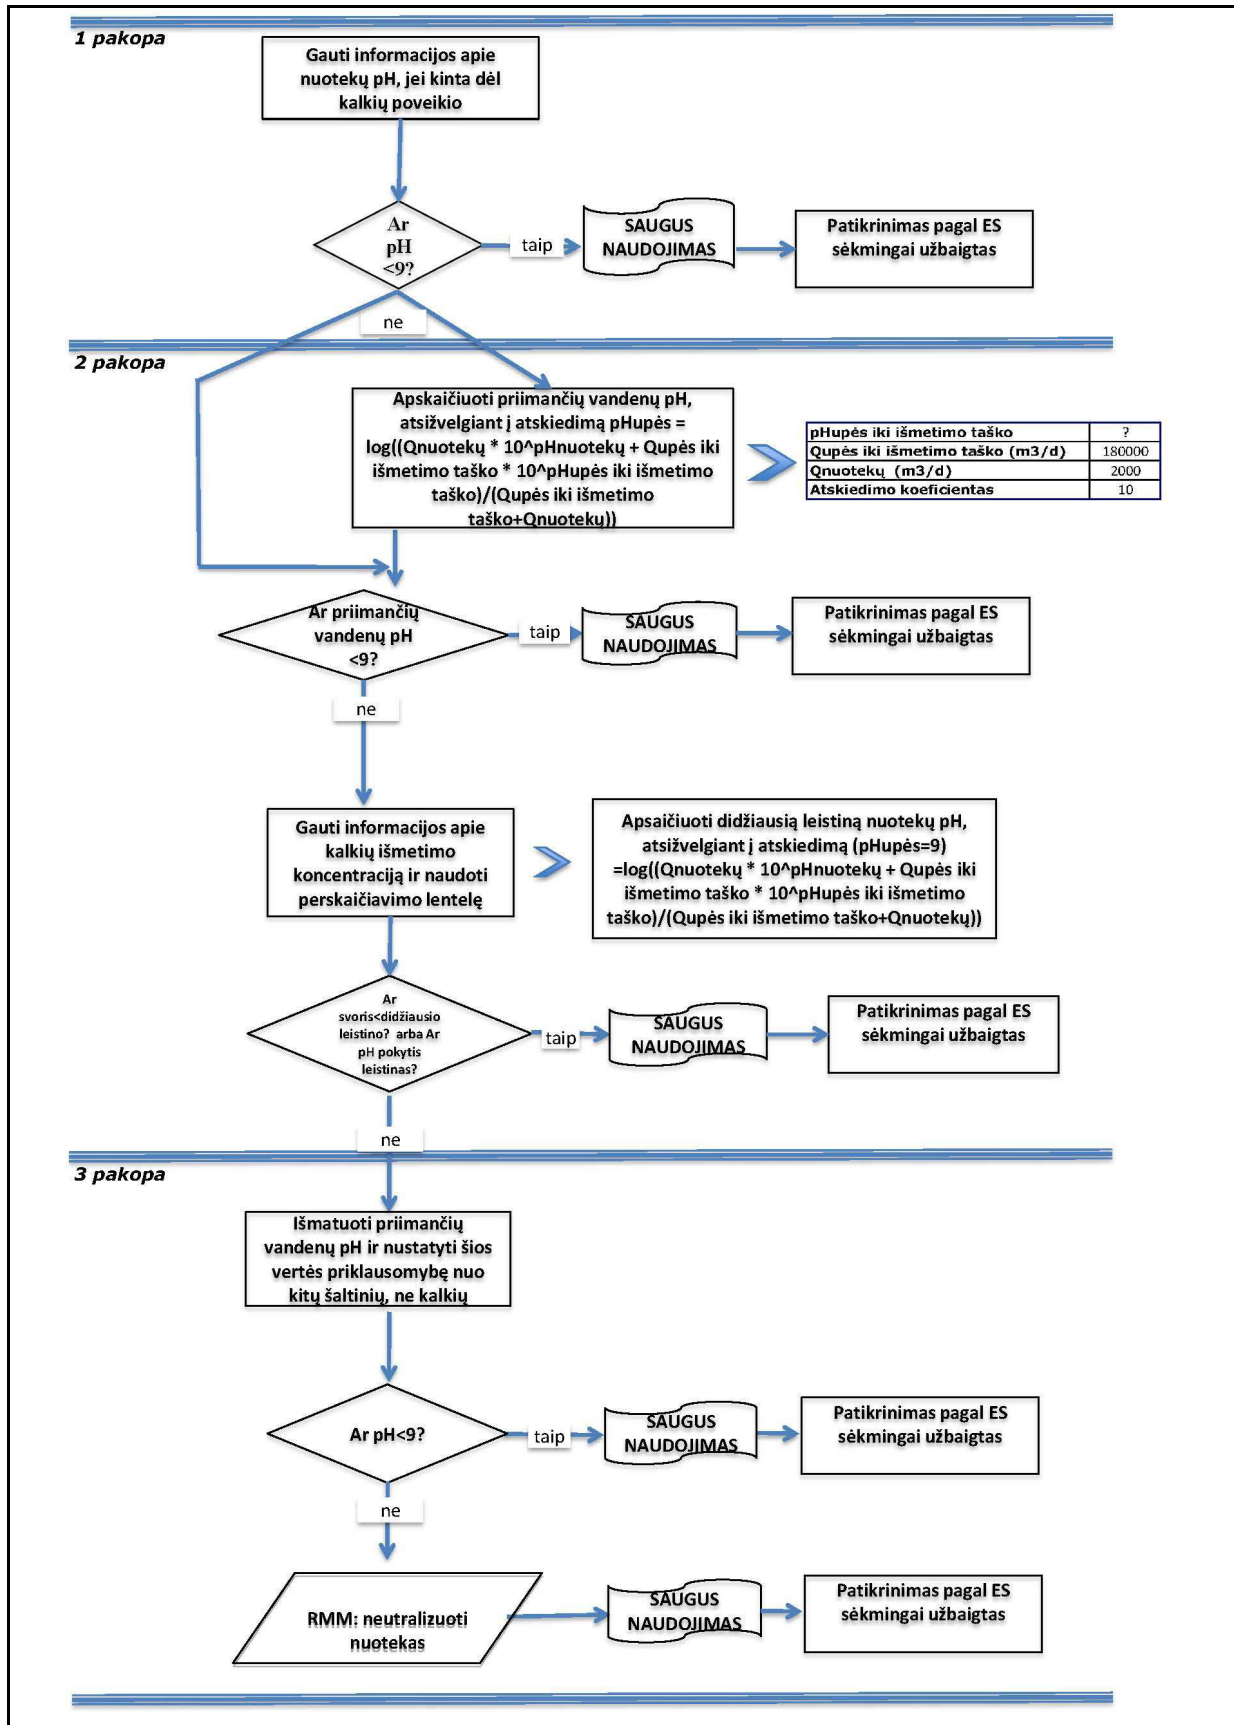 1 pakopa
Gauti informacijos apie
nuotekų pH, jei kinta dėl
kalkių poveikio
Ar
pH
<9?
taip
SAUGUS
NAUDOJIMAS
Patikrinimas pagal ES
sėkmingai užbaigtas
ne
2 pakopa
Apskaičiuoti priimančių vandenų pH,
atsižvelgiant į atskiedimą pHupės =
log((Qnuotekų * 10^pHnuotekų + Qupės iki
išmetimo taško * 10^pHupės iki išmetimo
taško)/(Qupės iki išmetimo
taško+Qnuotekų))
pHupės iki išmetimo taško ?
Qupės iki išmetimo taško (m3/d) 180000
Qnuotekų (m3/d) 2000
Atskiedimo koeficientas 10
Ar priimančių
vandenų pH
<9?
taip
SAUGUS
NAUDOJIMAS
Patikrinimas pagal ES
sėkmingai užbaigtas
ne
Gauti informacijos apie
kalkių išmetimo
koncentraciją ir naudoti
perskaičiavimo lentelę
Apsaičiuoti didžiausią leistiną nuotekų pH,
atsižvelgiant į atskiedimą (pHupės=9)
=log((Qnuotekų * 10^pHnuotekų + Qupės iki
išmetimo taško * 10^pHupės iki išmetimo
taško)/(Qupės iki išmetimo taško+Qnuotekų))
Ar
svoris<didžiausio
leistino? arba Ar
pH pokytis
leistinas?
taip
SAUGUS
NAUDOJIMAS
Patikrinimas pagal ES
sėkmingai užbaigtas
ne
3 pakopa
Išmatuoti priimančių
vandenų pH ir nustatyti šios
vertės priklausomybę nuo
kitų šaltinių, ne kalkių
Ar pH<9?
taip
SAUGUS
NAUDOJIMAS
Patikrinimas pagal ES
sėkmingai užbaigtas
ne
RMM: neutralizuoti
nuotekas
SAUGUS
NAUDOJIMAS
Patikrinimas pagal ES
sėkmingai užbaigtas